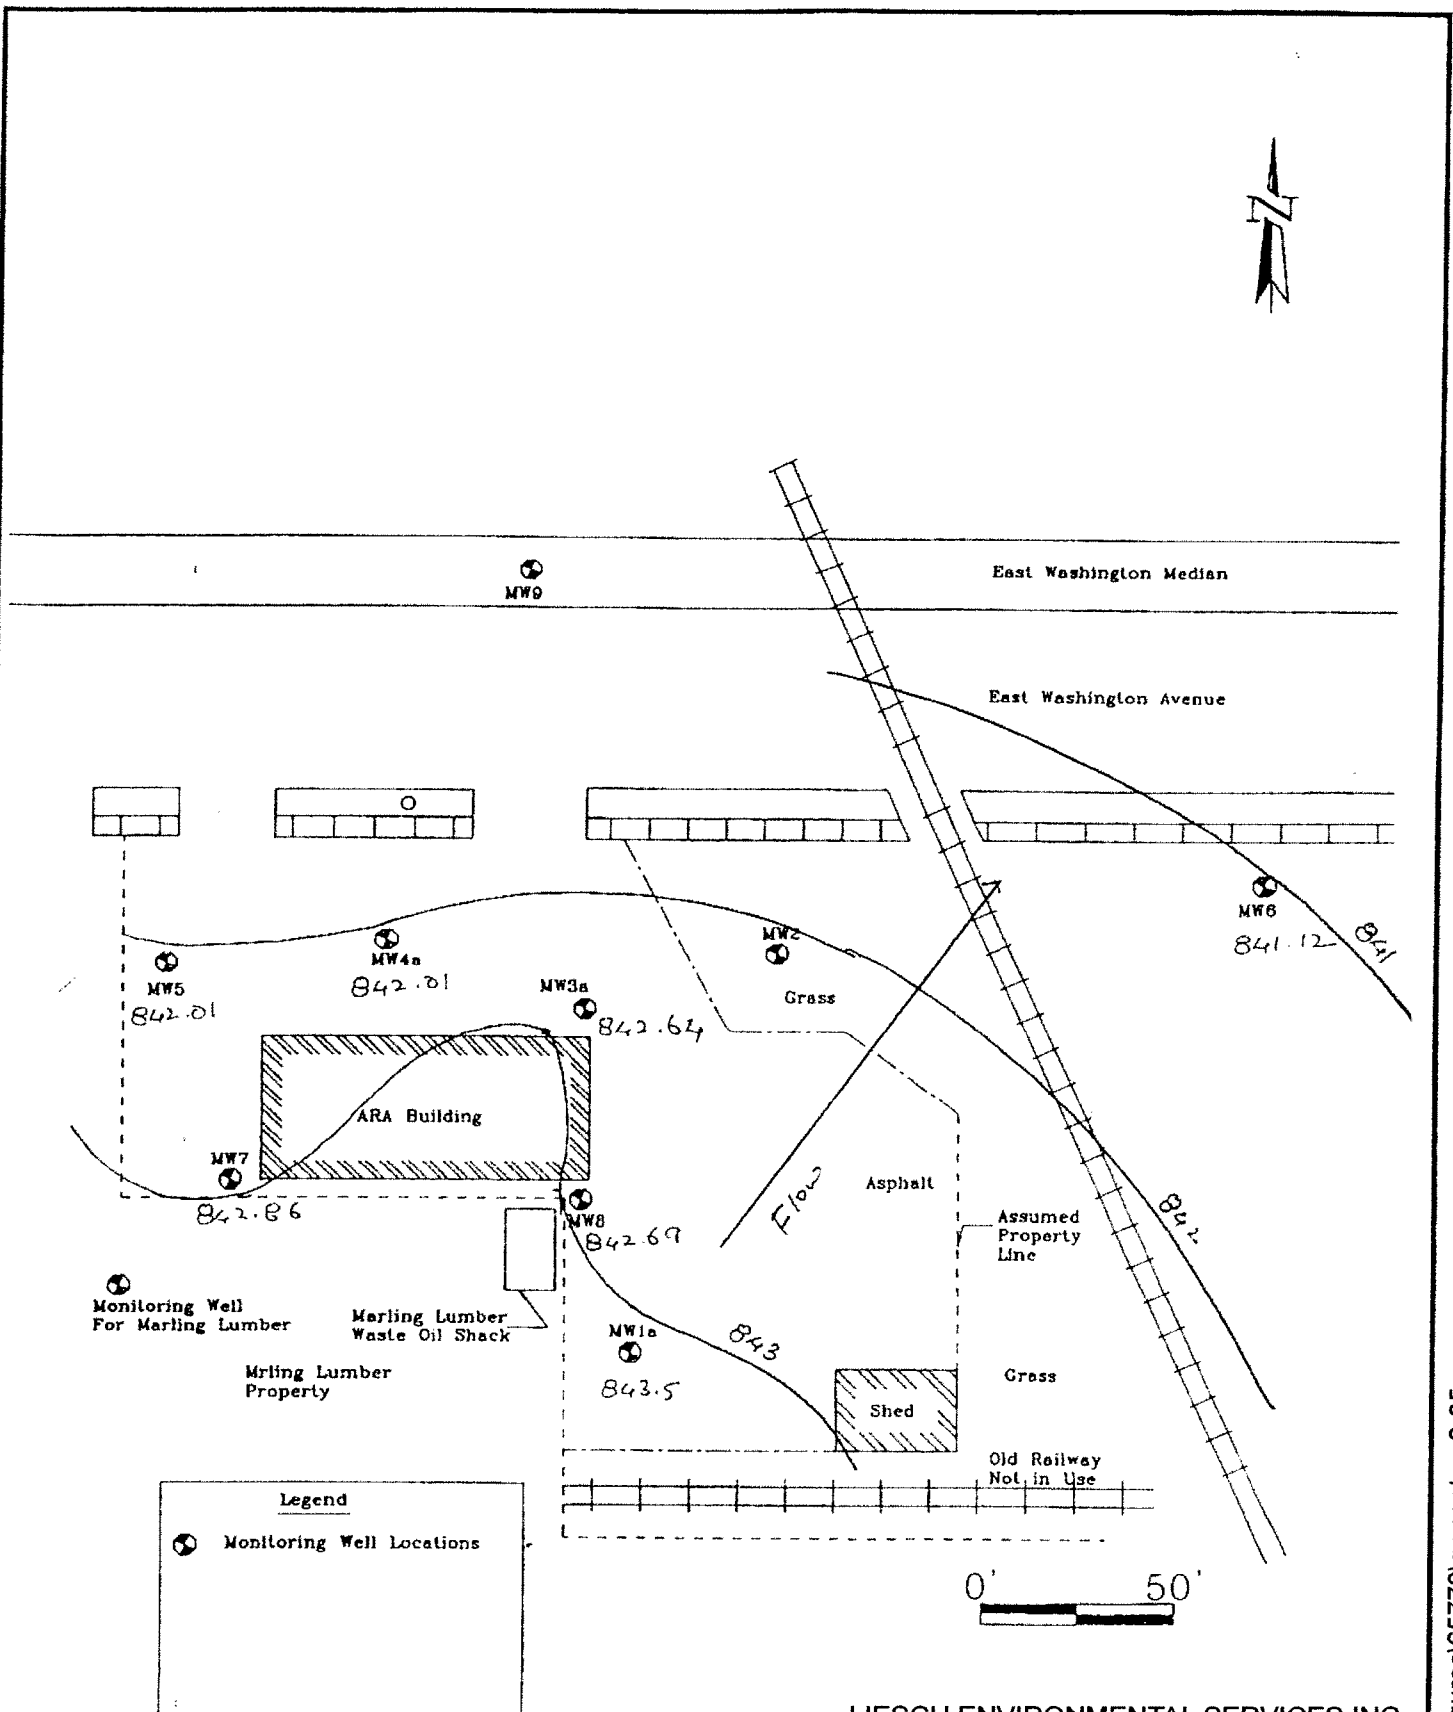 N
MW9
East Washington Median
East Washington Avenue
MW6
841.12
841
MW2
MW4a
842.01
MW5
842.01
MW3a
842.64
Grass
ARA Building
MW7
842.86
Flow
Asphalt
842
MW8
842.69
Assumed
Property
Line
Monitoring Well
For Marling Lumber
Marling Lumber
Waste Oil Shack
MW1a
843.5
843
Mrling Lumber
Property
Grass
Shed
Old Railway
Not in Use
Legend
Monitoring Well Locations
0' 50'